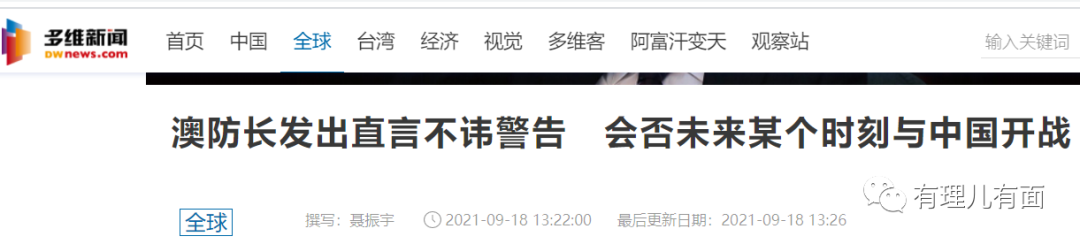 多维新闻
DWnews.com
首页 中国 全球 台湾 经济 视觉 多维客 阿富汗变天 观察站
输入关键词
澳防长发出直言不讳警告 会否未来某个时刻与中国开战
有理儿有面
全球 撰写：聂振宇 2021-09-18 13:22:00 最后更新日期：2021-09-18 13:26